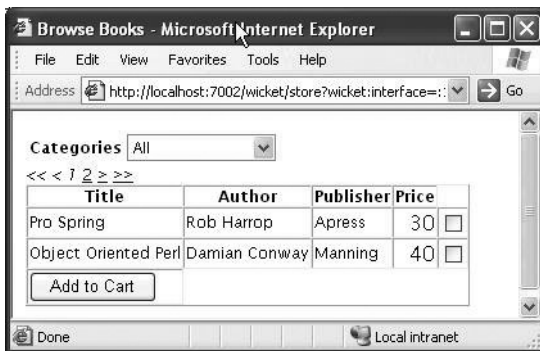 Browse Books - Microsoft Internet Explorer
File Edit View Favorites Tools Help
Address http://localhost:7002/wicket/store?wicket:interface=:: Go
Categories All
<< < 1 2 > >>
Title Author Publisher Price
Pro Spring Rob Harrop Apress 30
Object Oriented Perl Damian Conway Manning 40
Add to Cart
Done Local intranet